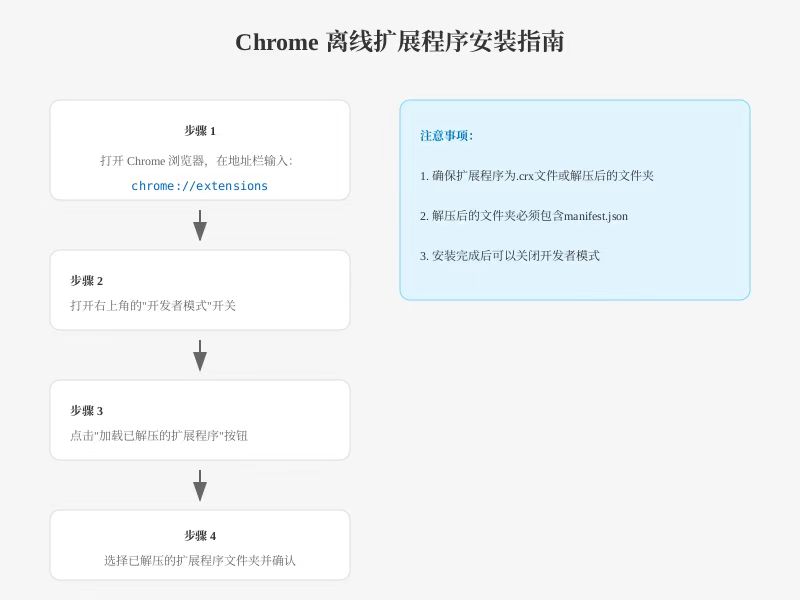 Chrome 离线扩展程序安装指南
步骤 1
打开 Chrome 浏览器，在地址栏输入：
chrome://extensions
步骤 2
打开右上角的"开发者模式"开关
步骤 3
点击"加载已解压的扩展程序"按钮
步骤 4
选择已解压的扩展程序文件夹并确认
注意事项：
1. 确保扩展程序为.crx文件或解压后的文件夹
2. 解压后的文件夹必须包含manifest.json
3. 安装完成后可以关闭开发者模式